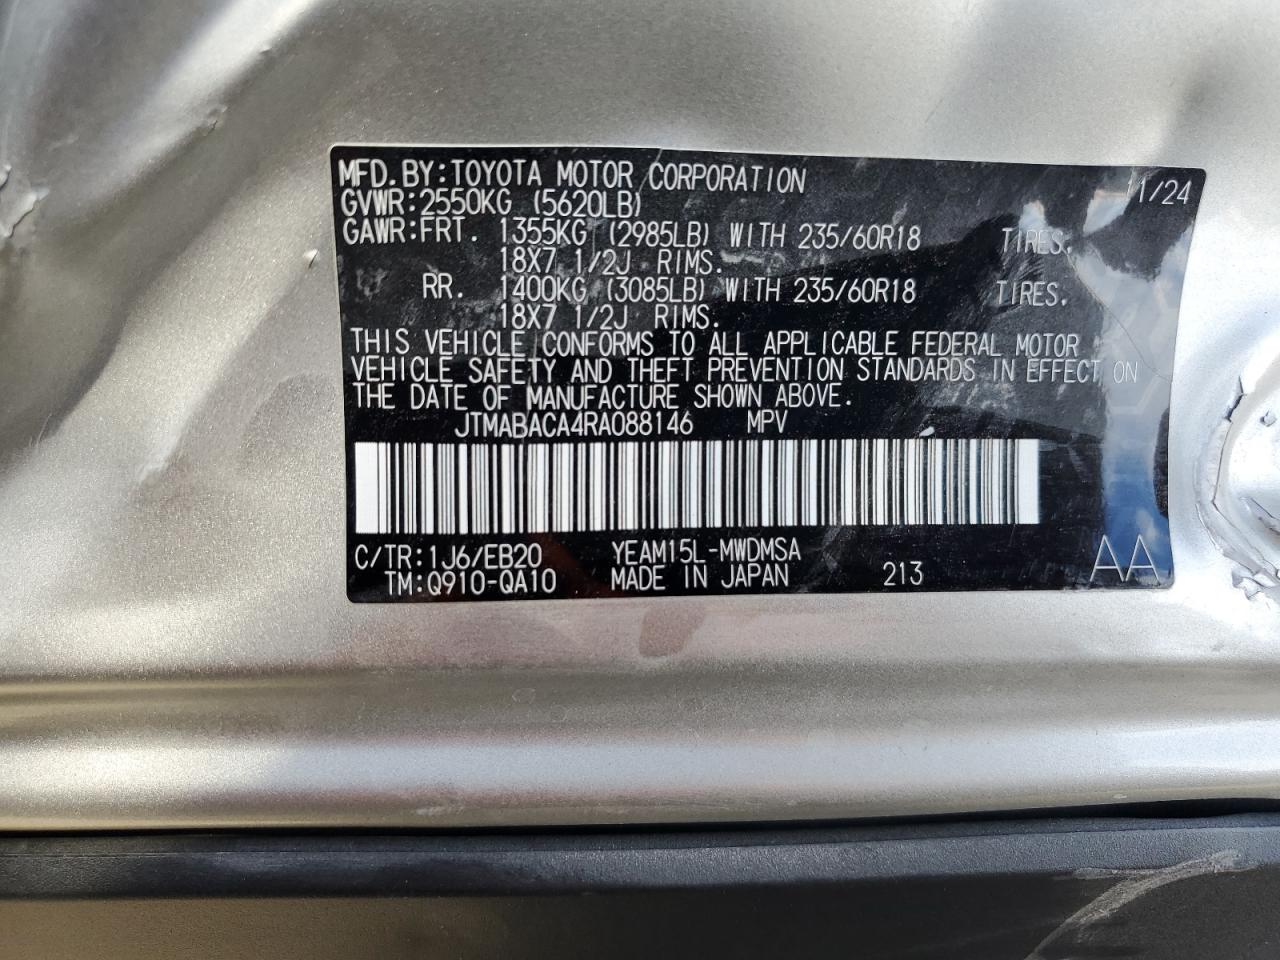 MFD. BY:TOYOTA MOTOR CORPORATION 11/24
GVWR:2550KG (5620LB)
GAWR:FRT. 1355KG (2985LB) WITH 235/60R18 TIRES.
18X7 1/2J RIMS.
RR. 1400KG (3085LB) WITH 235/60R18 TIRES.
18X7 1/2J RIMS.
THIS VEHICLE CONFORMS TO ALL APPLICABLE FEDERAL MOTOR
VEHICLE SAFETY AND THEFT PREVENTION STANDARDS IN EFFECT ON
THE DATE OF MANUFACTURE SHOWN ABOVE.
JTMABACA4RA088146 MPV
C/TR:1J6/EB20 YEAM15L-MWDMSA
TM:Q910-QA10 MADE IN JAPAN 213 AA